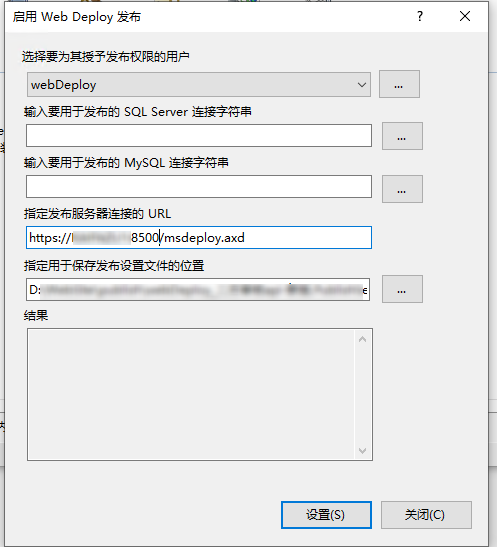 启用 Web Deploy 发布
选择要为其授予发布权限的用户
webDeploy
...
输入要用于发布的 SQL Server 连接字符串
...
输入要用于发布的 MySQL 连接字符串
...
指定发布服务器连接的 URL
https://8500/msdeploy.axd
指定用于保存发布设置文件的位置
D:
...
结果
设置(S)
关闭(C)